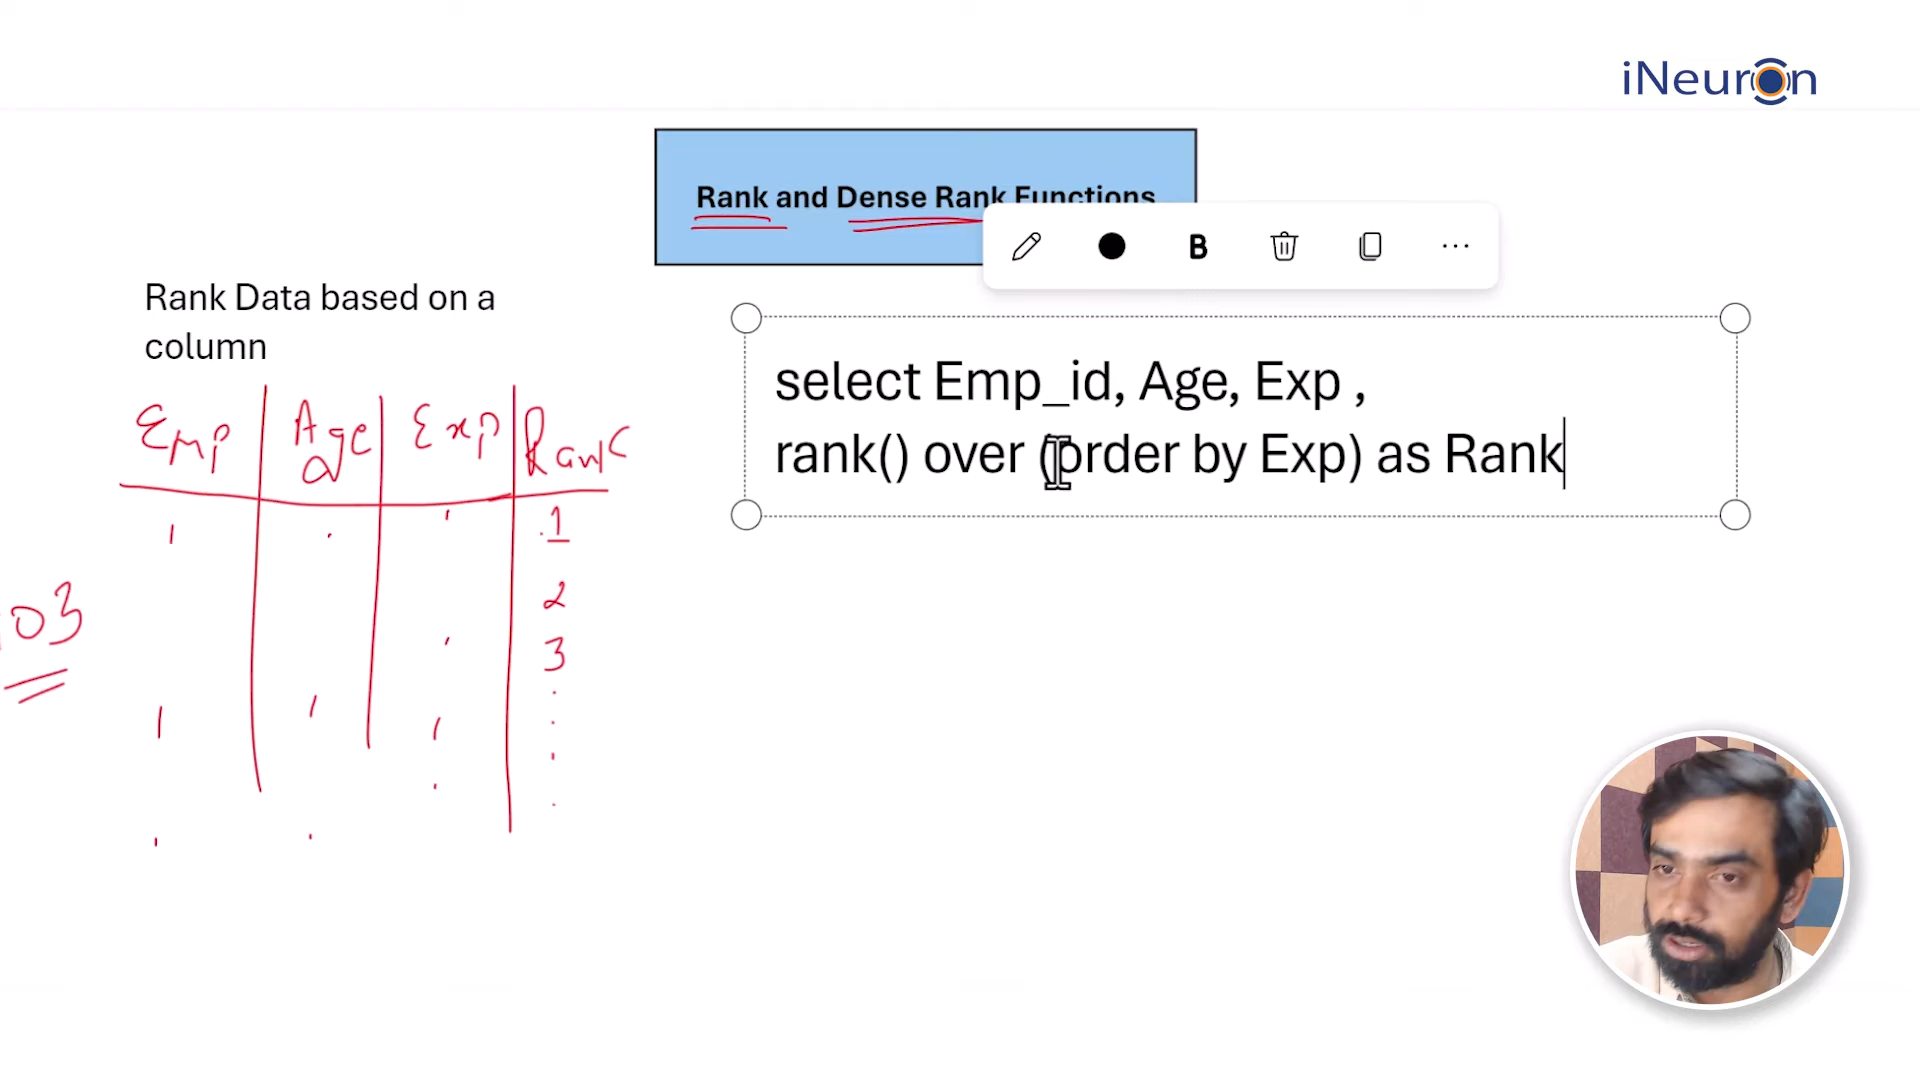 iNeuron
Rank and Dense Rank Functions
B
Rank Data based on a
column
select Emp_id, Age, Exp ,
rank() over (order by Exp) as Rank
Emp Age Exp Rank
1
2
3
03